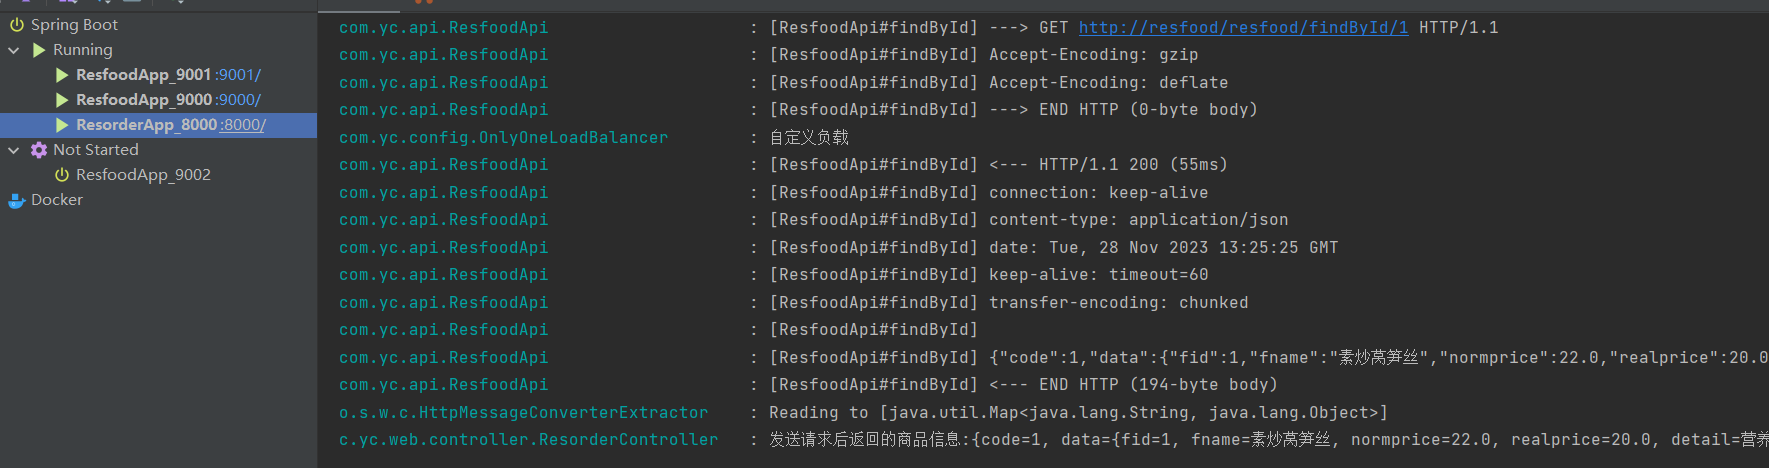 Spring Boot
Running
ResfoodApp_9001 :9001/
ResfoodApp_9000 :9000/
ResorderApp_8000 :8000/
Not Started
ResfoodApp_9002
Docker
com.yc.api.ResfoodApi : [ResfoodApi#findById] ---> GET http://resfood/resfood/findById/1 HTTP/1.1
com.yc.api.ResfoodApi : [ResfoodApi#findById] Accept-Encoding: gzip
com.yc.api.ResfoodApi : [ResfoodApi#findById] Accept-Encoding: deflate
com.yc.api.ResfoodApi : [ResfoodApi#findById] ---> END HTTP (0-byte body)
com.yc.config.OnlyOneLoadBalancer : 自定义负载
com.yc.api.ResfoodApi : [ResfoodApi#findById] <--- HTTP/1.1 200 (55ms)
com.yc.api.ResfoodApi : [ResfoodApi#findById] connection: keep-alive
com.yc.api.ResfoodApi : [ResfoodApi#findById] content-type: application/json
com.yc.api.ResfoodApi : [ResfoodApi#findById] date: Tue, 28 Nov 2023 13:25:25 GMT
com.yc.api.ResfoodApi : [ResfoodApi#findById] keep-alive: timeout=60
com.yc.api.ResfoodApi : [ResfoodApi#findById] transfer-encoding: chunked
com.yc.api.ResfoodApi : [ResfoodApi#findById]
com.yc.api.ResfoodApi : [ResfoodApi#findById] {"code":1,"data":{"fid":1,"fname":"素炒莴笋丝","normprice":22.0,"realprice":20.0
com.yc.api.ResfoodApi : [ResfoodApi#findById] <--- END HTTP (194-byte body)
o.s.w.c.HttpMessageConverterExtractor : Reading to [java.util.Map<java.lang.String, java.lang.Object>]
c.yc.web.controller.ResorderController : 发送请求后返回的商品信息:{code=1, data={fid=1, fname=素炒莴笋丝, normprice=22.0, realprice=20.0, detail=营养